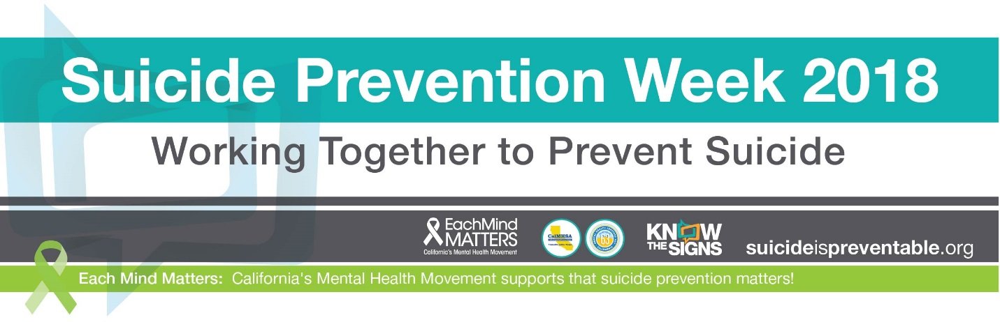 Suicide Prevention Week 2018
Working Together to Prevent Suicide
EachMind
MATTERS
California's Mental Health Movement
CalMHSA
63
KNOW
THE SIGNS
suicideispreventable.org
Each Mind Matters: California's Mental Health Movement supports that suicide prevention matters!